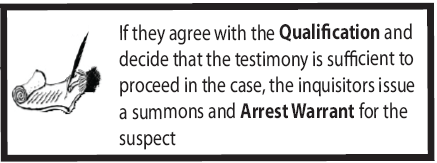 If they agree with the Qualification and
decide that the testimony is sufficient to
proceed in the case, the inquisitors issue
a summons and Arrest Warrant for the
suspect